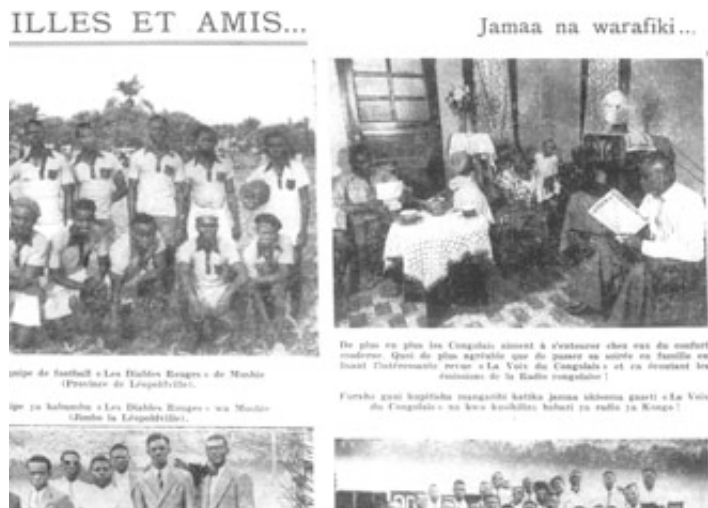 ILLES ET AMIS...
Jamaa na warafiki...
quipe de football «Les Diables Rouges» de Mushie
(Province de Léopoldville).
ipe ya kabumbu «Les Diables Rouges» wa Mushie
(Jimbo la Léopoldville).
De plus en plus les Congolais aiment à s'entourer chez eux du confort
moderne. Quoi de plus agréable que de passer sa soirée en famille en
lisant l'intéressante revue «La Voix du Congolais» et en écoutant les
émissions de la Radio congolaise !
Furaha gani kupitisha mangaribi katika jamaa ukisoma gazeti «La Voix
du Congolais» na kwa kusikiliza habari ya radio ya Kongo !